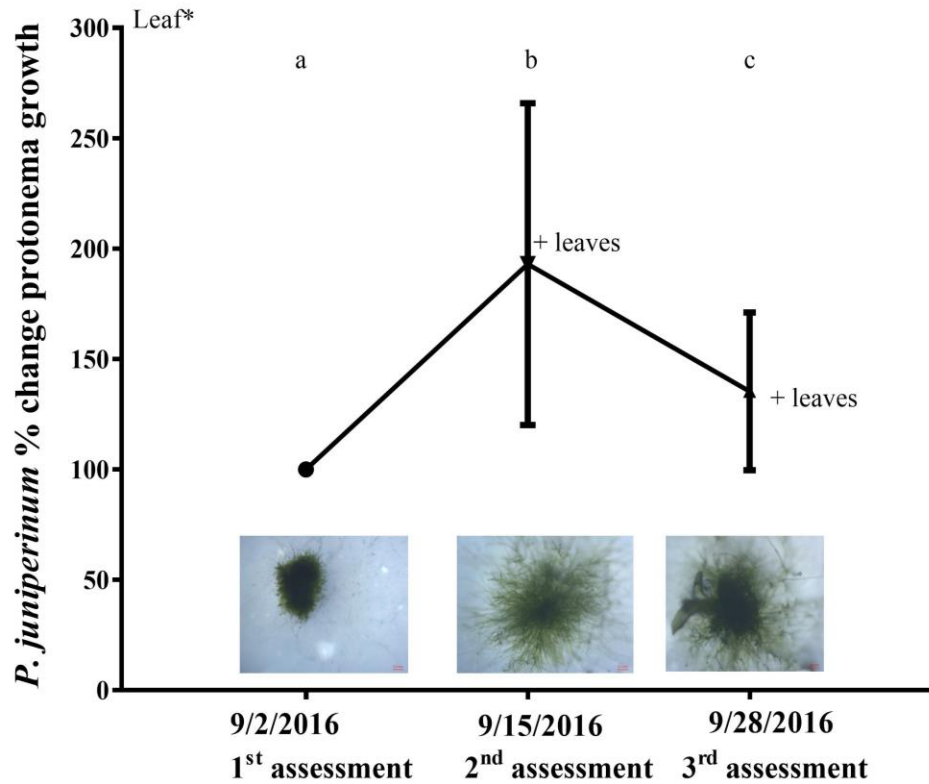 Leaf*
P. juniperinum % change protonema growth
300
250
200
150
100
50
0
a b c
+ leaves
+ leaves
9/2/2016 9/15/2016 9/28/2016
1st assessment 2nd assessment 3rd assessment